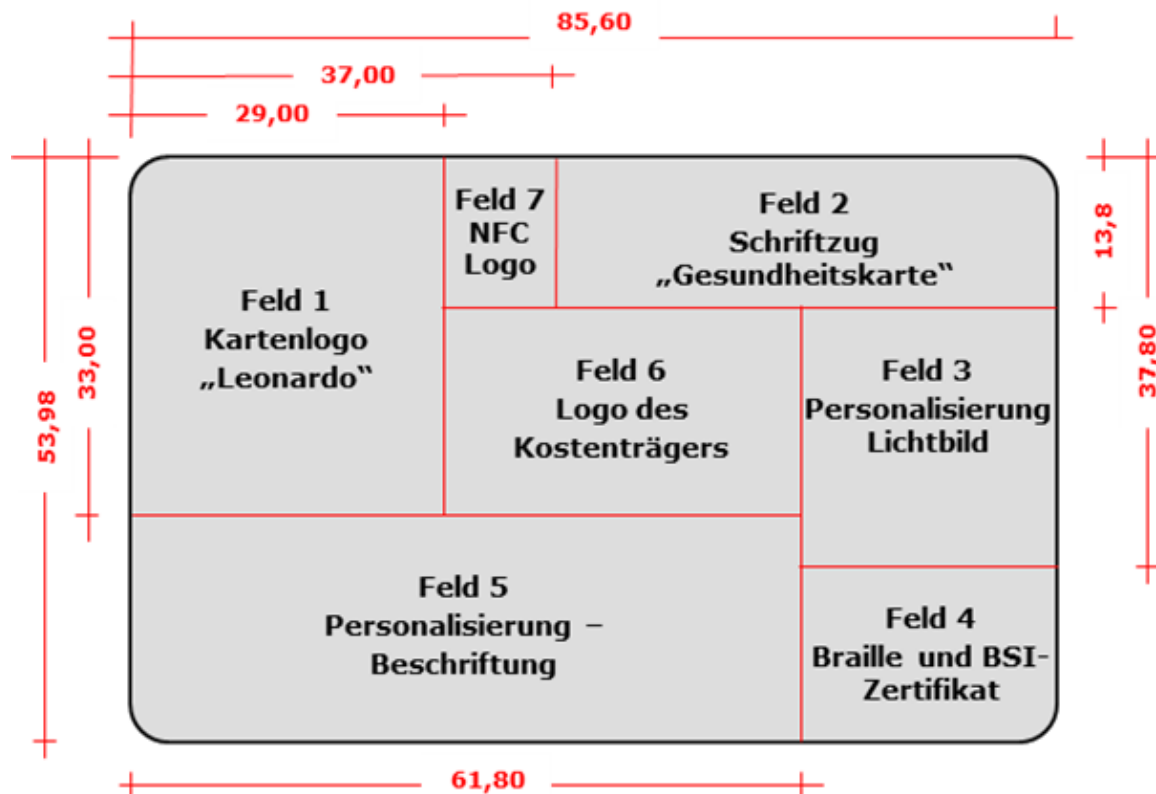 85,60
37,00
29,00
Feld 7
NFC
Logo
Feld 2
Schriftzug
„Gesundheitskarte“
13,8
37,80
Feld 1
Kartenlogo
„Leonardo“
33,00
53,98
Feld 6
Logo des
Kostenträgers
Feld 3
Personalisierung
Lichtbild
Feld 5
Personalisierung –
Beschriftung
Feld 4
Braille und BSI-
Zertifikat
61,80